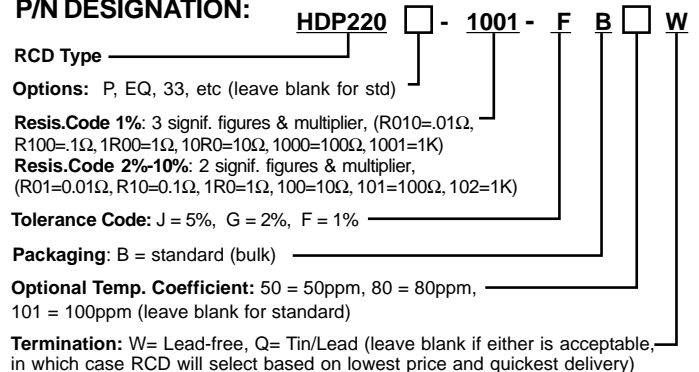 P/N DESIGNATION:
HDP220 □ - 1001 - F B □ W
RCD Type
Options: P, EQ, 33, etc (leave blank for std)
Resis.Code 1%: 3 signif. figures & multiplier, (R010=.01Ω,
R100=.1Ω, 1R00=1Ω, 10R0=10Ω, 1000=100Ω, 1001=1K)
Resis.Code 2%-10%: 2 signif. figures & multiplier,
(R01=0.01Ω, R10=0.1Ω, 1R0=1Ω, 100=10Ω, 101=100Ω, 102=1K)
Tolerance Code: J = 5%, G = 2%, F = 1%
Packaging: B = standard (bulk)
Optional Temp. Coefficient: 50 = 50ppm, 80 = 80ppm,
101 = 100ppm (leave blank for standard)
Termination: W= Lead-free, Q= Tin/Lead (leave blank if either is acceptable,
in which case RCD will select based on lowest price and quickest delivery)